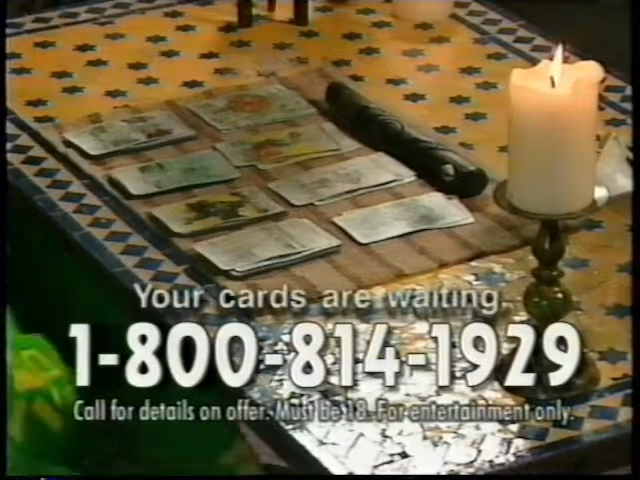 Your cards are waiting.
1-800-814-1929
Call for details on offer. Must be 18. For entertainment only.